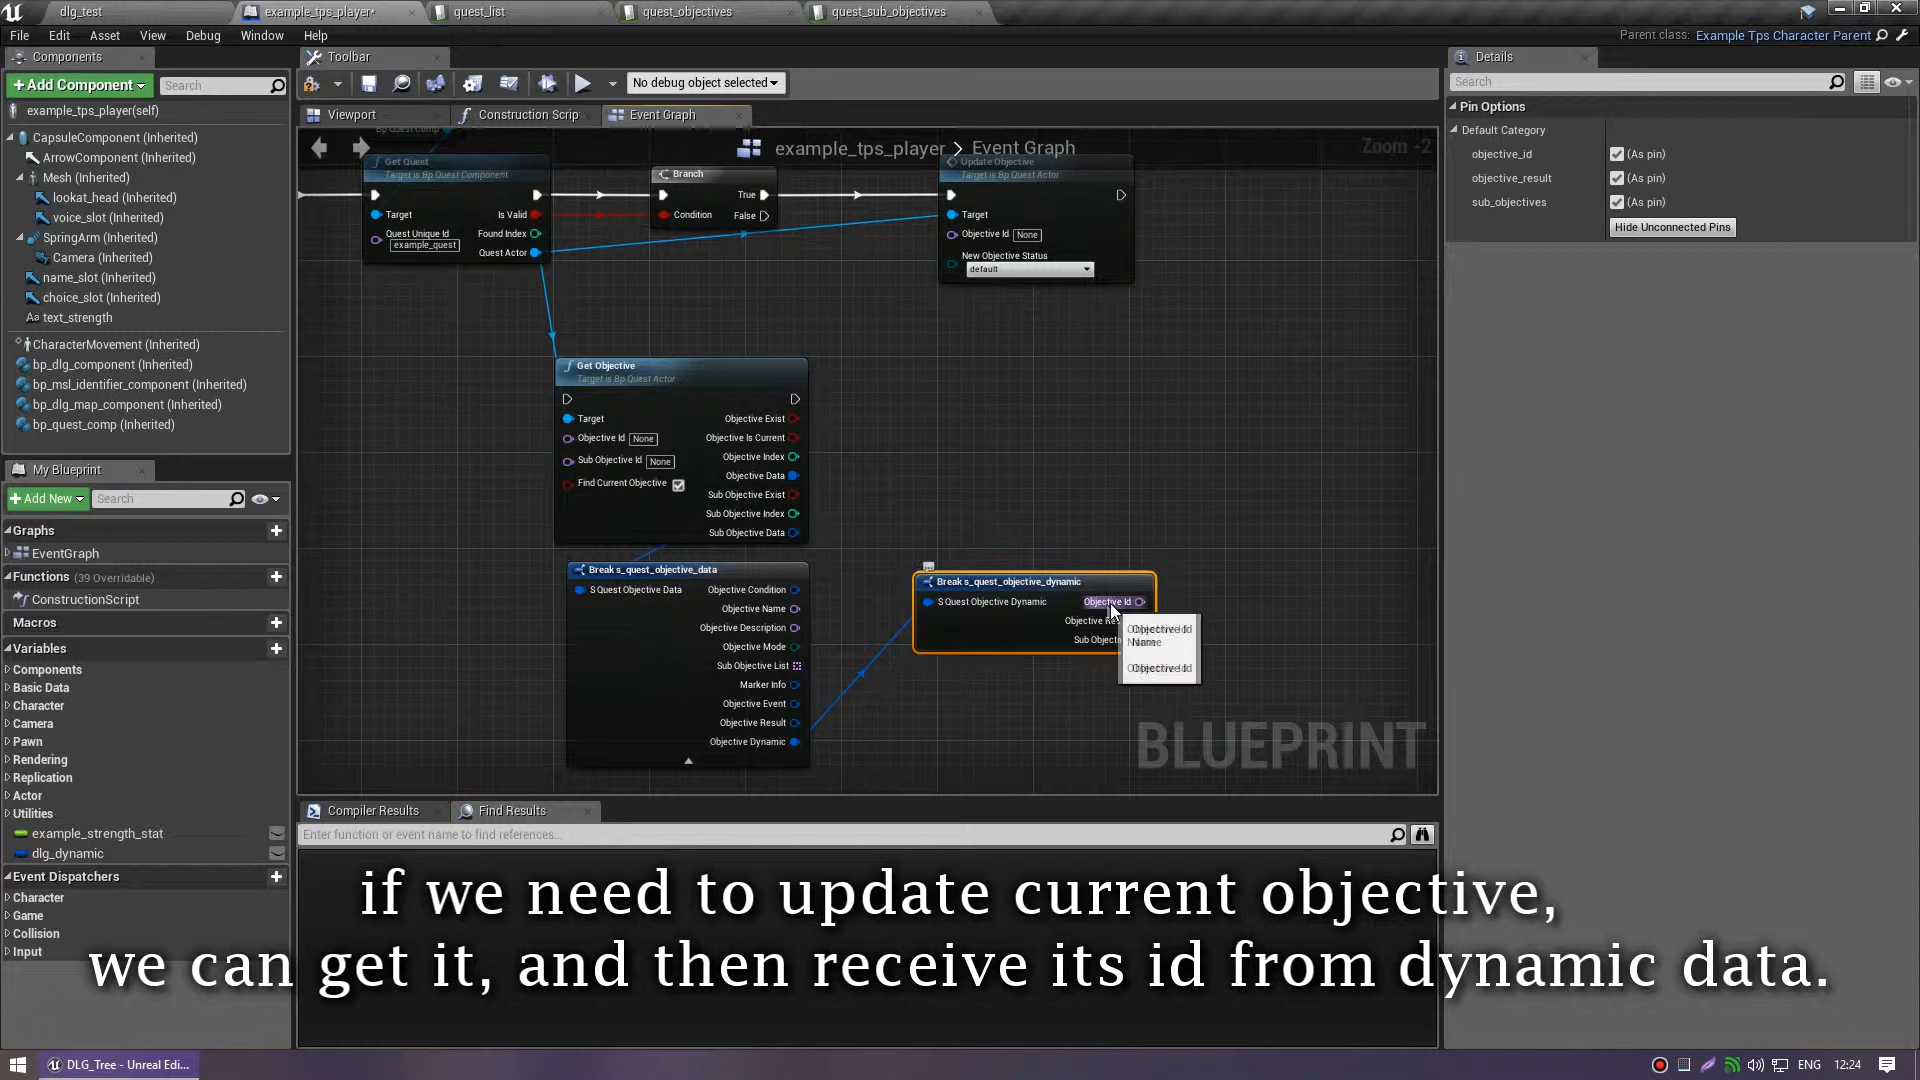 dlg_test
example_tps_player*
quest_list
quest_objectives
quest_sub_objectives
File
Edit
Asset
View
Debug
Window
Help
Parent class:
Example Tps Character Parent
Components
+Add Component
Search
example_tps_player(self)
CapsuleComponent (Inherited)
ArrowComponent (Inherited)
Mesh (Inherited)
lookat_head (Inherited)
voice_slot (Inherited)
SpringArm (Inherited)
Camera (Inherited)
name_slot (Inherited)
choice_slot (Inherited)
text_strength
CharacterMovement (Inherited)
bp_dlg_component (Inherited)
bp_msl_identifier_component (Inherited)
bp_dlg_map_component (Inherited)
bp_quest_comp (Inherited)
My Blueprint
+Add New
Search
Graphs
EventGraph
Functions (39 Overridable)
ConstructionScript
Macros
Variables
Components
Basic Data
Character
Camera
Pawn
Rendering
Replication
Actor
Utilities
example_strength_stat
dlg_dynamic
Event Dispatchers
Character
Game
Collision
Input
Toolbar
No debug object selected
Viewport
Construction Scrip
Event Graph
example_tps_player > Event Graph
Zoom -2
Bp Quest Comp
Get Quest
Target is Bp Quest Component
Target
Is Valid
Quest Unique Id
example_quest
Found Index
Quest Actor
Branch
True
Condition
False
Update Objective
Target is Bp Quest Actor
Target
Objective Id None
New Objective Status
default
Get Objective
Target is Bp Quest Actor
Target
Objective Exist
Objective Id None
Objective Is Current
Objective Index
Sub Objective Id None
Objective Data
Find Current Objective
Sub Objective Exist
Sub Objective Index
Sub Objective Data
Break s_quest_objective_data
S Quest Objective Data
Objective Condition
Objective Name
Objective Description
Objective Mode
Sub Objective List
Marker Info
Objective Event
Objective Result
Objective Dynamic
Break s_quest_objective_dynamic
S Quest Objective Dynamic
Objective Id
Objective Res
Sub Objecti
Objective Id
Name
Objective Id
BLUEPRINT
Compiler Results
Find Results
Enter function or event name to find references...
Details
Search
Pin Options
Default Category
objective_id
(As pin)
objective_result
(As pin)
sub_objectives
(As pin)
Hide Unconnected Pins
if we need to update current objective,
we can get it, and then receive its id from dynamic data.
DLG_Tree - Unreal Edi...
ENG
12:24